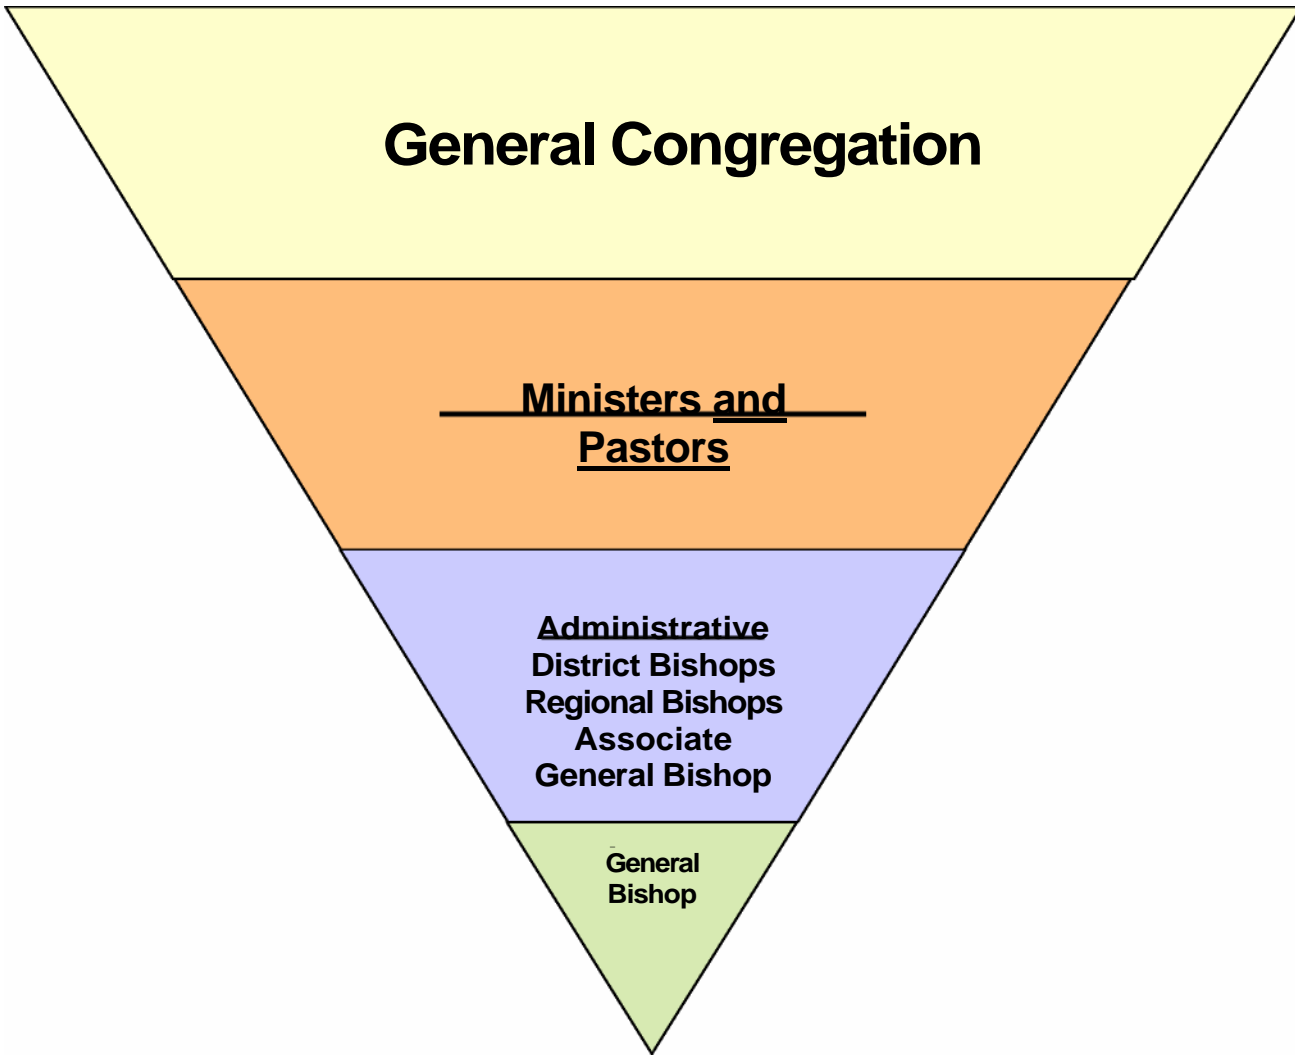 General Congregation
Ministers and
Pastors
Administrative
District Bishops
Regional Bishops
Associate
General Bishop
General
Bishop